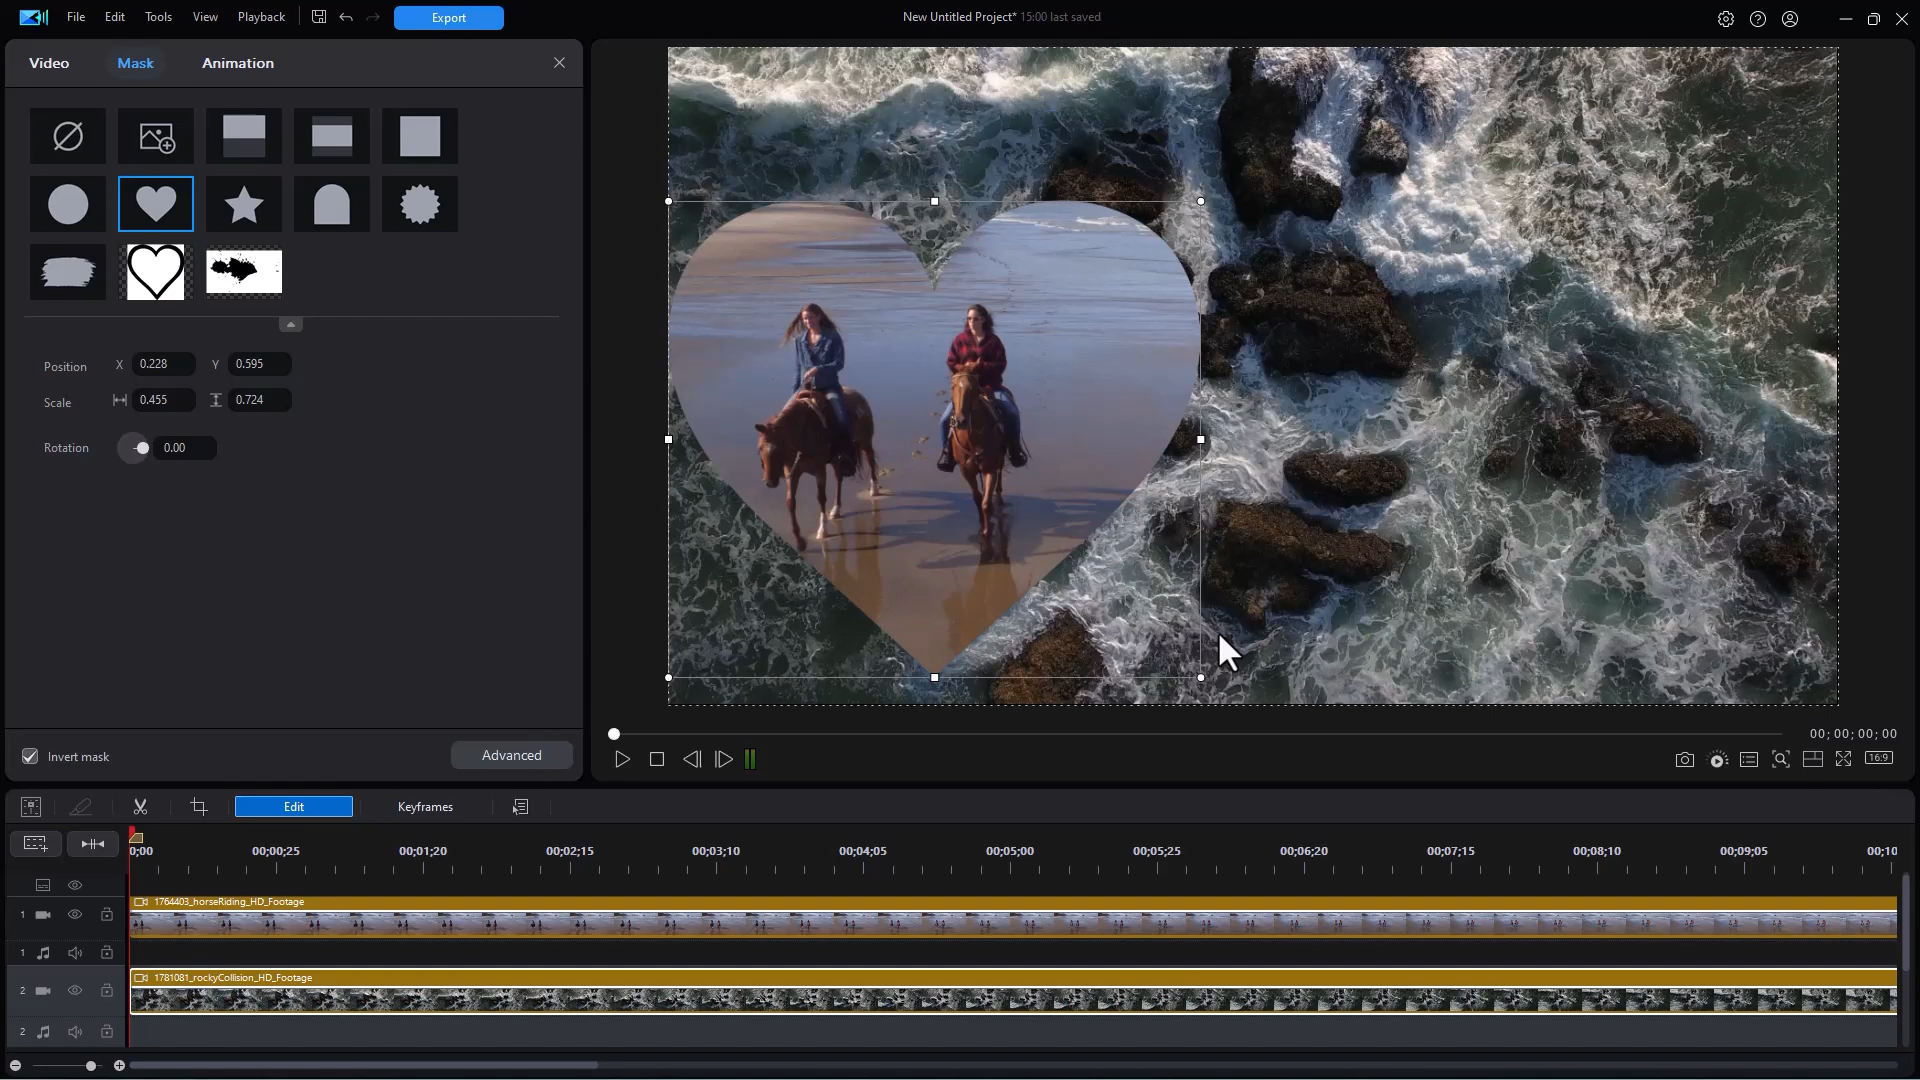 File Edit Tools View Playback Export New Untitled Project* 15:00 last saved
Video Mask Animation
Position X 0.228 Y 0.595
Scale 0.455 0.724
Rotation 0.00
Invert mask Advanced
00; 00; 00; 00
16:9
Edit Keyframes
0;00 00;00;25 00;01;20 00;02;15 00;03;10 00;04;05 00;05;00 00;05;25 00;06;20 00;07;15 00;08;10 00;09;05 00;10
1764403_horseRiding_HD_Footage
1
1
1781081_rockyCollision_HD_Footage
2
2